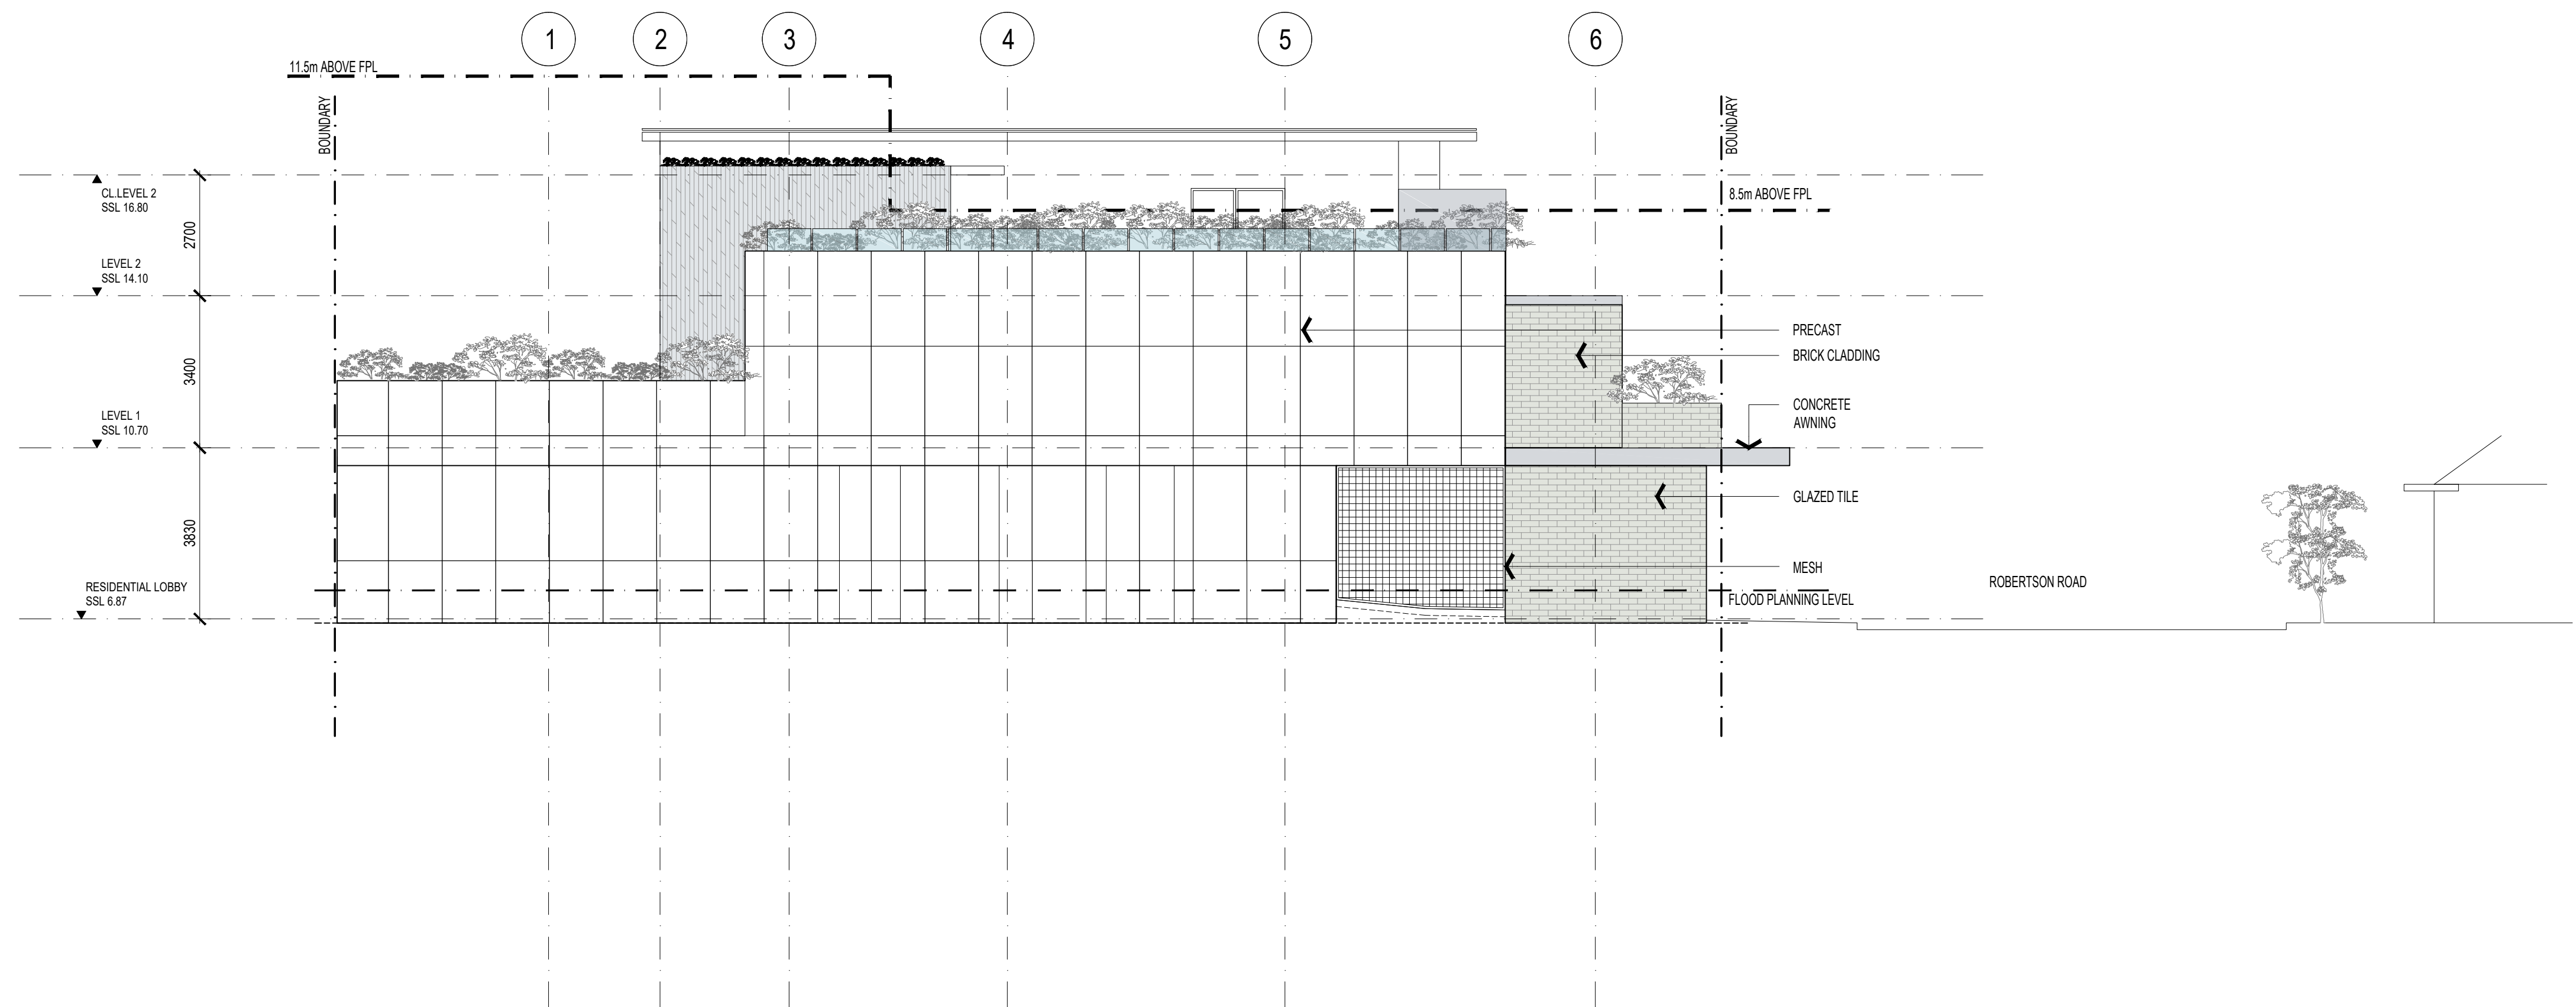 1
2
3
4
5
6
11.5m ABOVE FPL
BOUNDARY
BOUNDARY
CL.LEVEL 2
SSL 16.80
8.5m ABOVE FPL
2700
LEVEL 2
SSL 14.10
PRECAST
BRICK CLADDING
3400
CONCRETE
AWNING
LEVEL 1
SSL 10.70
GLAZED TILE
3830
MESH
RESIDENTIAL LOBBY
SSL 6.87
FLOOD PLANNING LEVEL
ROBERTSON ROAD